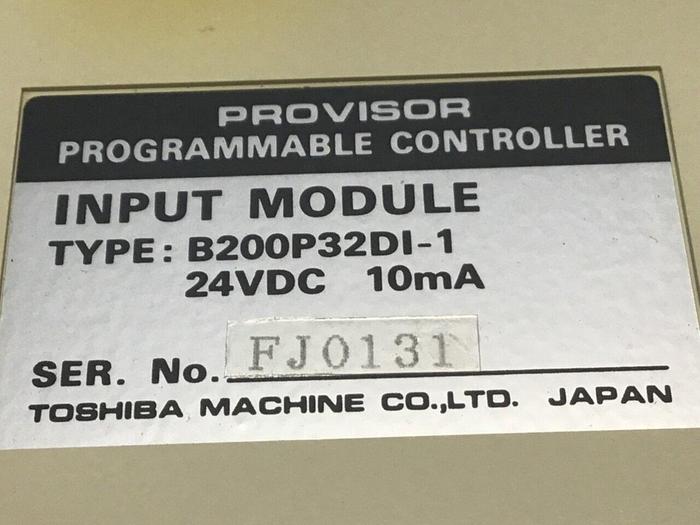 PROVISOR
PROGRAMMABLE CONTROLLER
INPUT MODULE
TYPE: B200P32DI-1
24VDC 10mA
SER. No. FJ0131
TOSHIBA MACHINE CO.,LTD. JAPAN